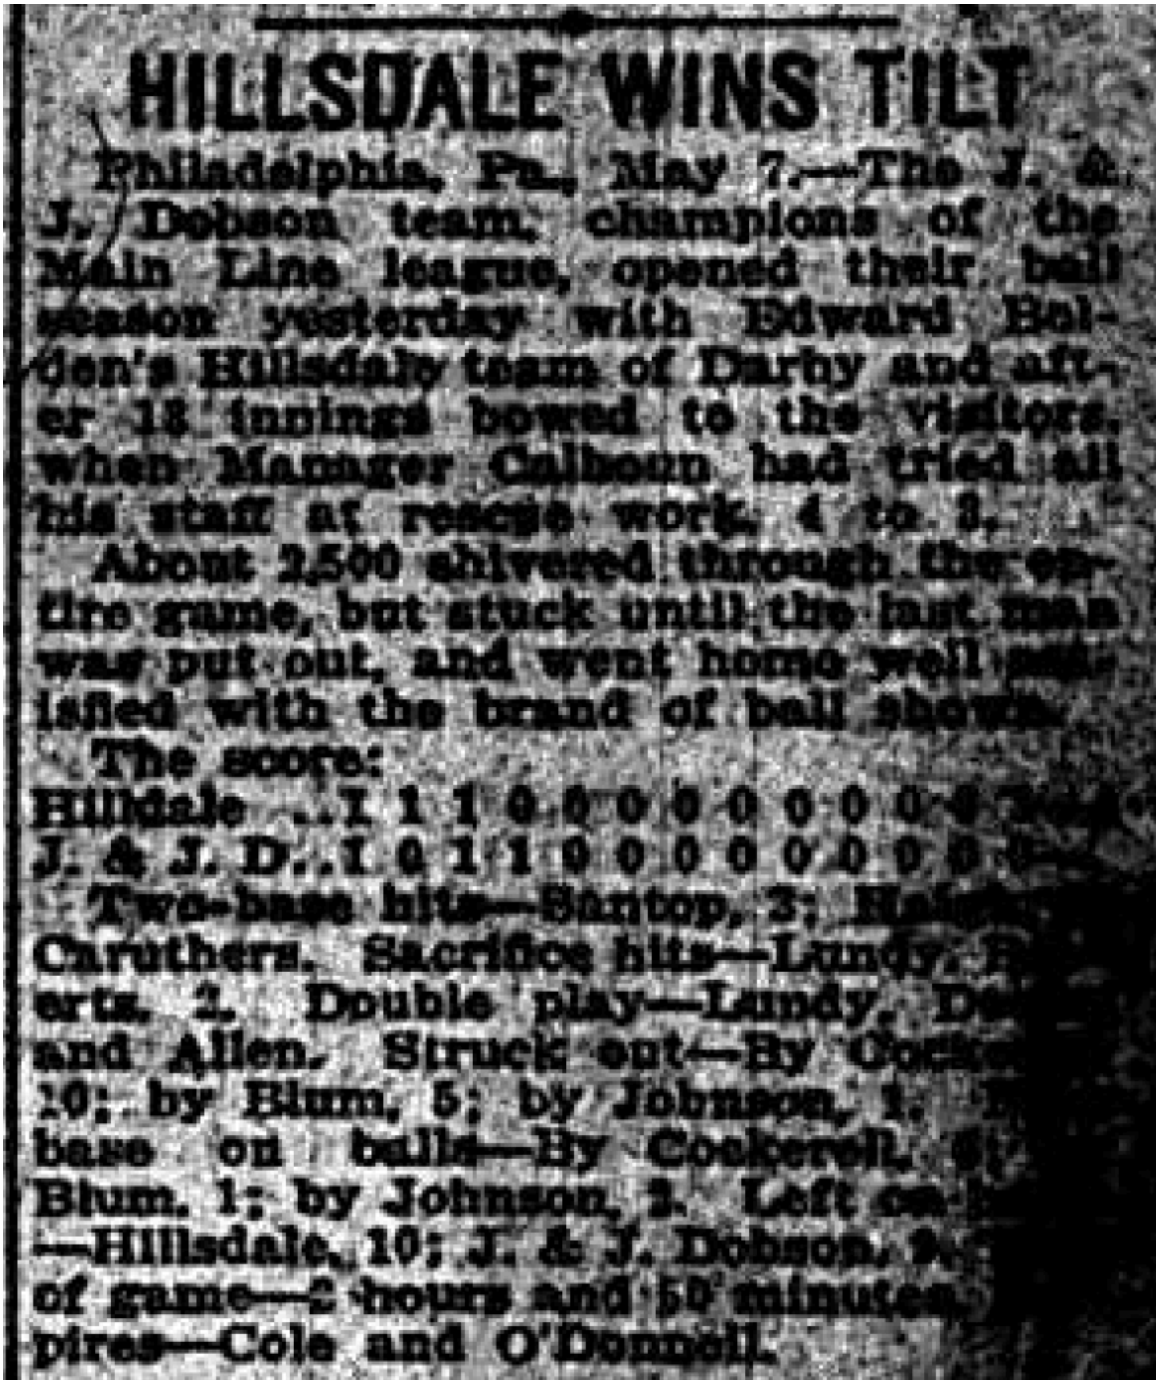 HILLSDALE WINS TILT
Philadelphia, Pa., May 7.—The J. &
J. Dobson team, champions of the
Main Line league, opened their ball
season yesterday with Edward Bol-
den's Hillsdale team of Darby and aft-
er 13 innings bowed to the visitors,
when Manager Calhoun had tried all
his staff at rescue work, 4 to 3.
About 2,500 shivered through the en-
tire game, but stuck until the last man
was put out, and went home well sat-
isfied with the brand of ball shown.
The score:
Hilldale ..1 1 1 0 0 0 0 0 0 0 0
J. & J. D..1 0 1 1 0 0 0 0 0 0 0 0
Two-base hits—Santop, 3;
Caruthers. Sacrifice hits—Lundy,
erts, 2. Double play—Lundy,
and Allen. Struck out—By
10; by Blum, 5; by Johnson, 1.
base on balls—By Cockerell,
Blum, 1; by Johnson, 2. Left on
—Hillsdale, 10; J. & J. Dobson, 9.
of game—2 hours and 50 minutes.
pires—Cole and O'Donnell.